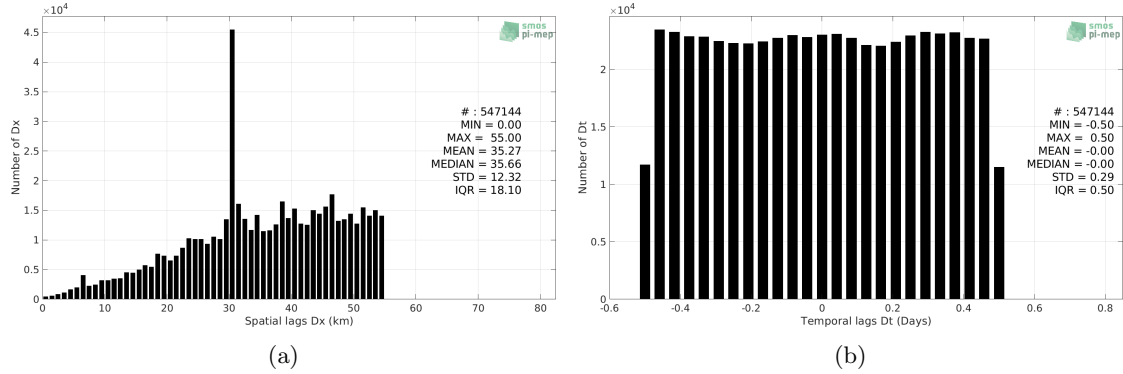 ×10⁴
4.5
4
3.5
3
2.5
2
1.5
1
0.5
0
Number of Dx
0 10 20 30 40 50 60 70 80
Spatial lags Dx (km)
smos
pi-mep
# : 547144
MIN = 0.00
MAX = 55.00
MEAN = 35.27
MEDIAN = 35.66
STD = 12.32
IQR = 18.10
(a)
×10⁴
2
1.5
1
0.5
0
Number of Dt
-0.6 -0.4 -0.2 0 0.2 0.4 0.6 0.8
Temporal lags Dt (Days)
smos
pi-mep
# : 547144
MIN = -0.50
MAX = 0.50
MEAN = -0.00
MEDIAN = -0.00
STD = 0.29
IQR = 0.50
(b)